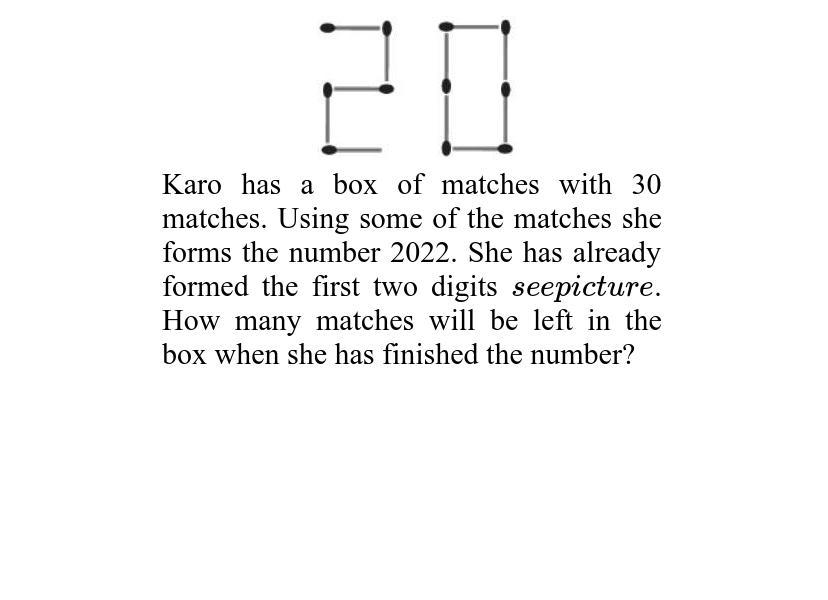 20
Karo has a box of matches with 30
matches. Using some of the matches she
forms the number 2022. She has already
formed the first two digits seepicture.
How many matches will be left in the
box when she has finished the number?